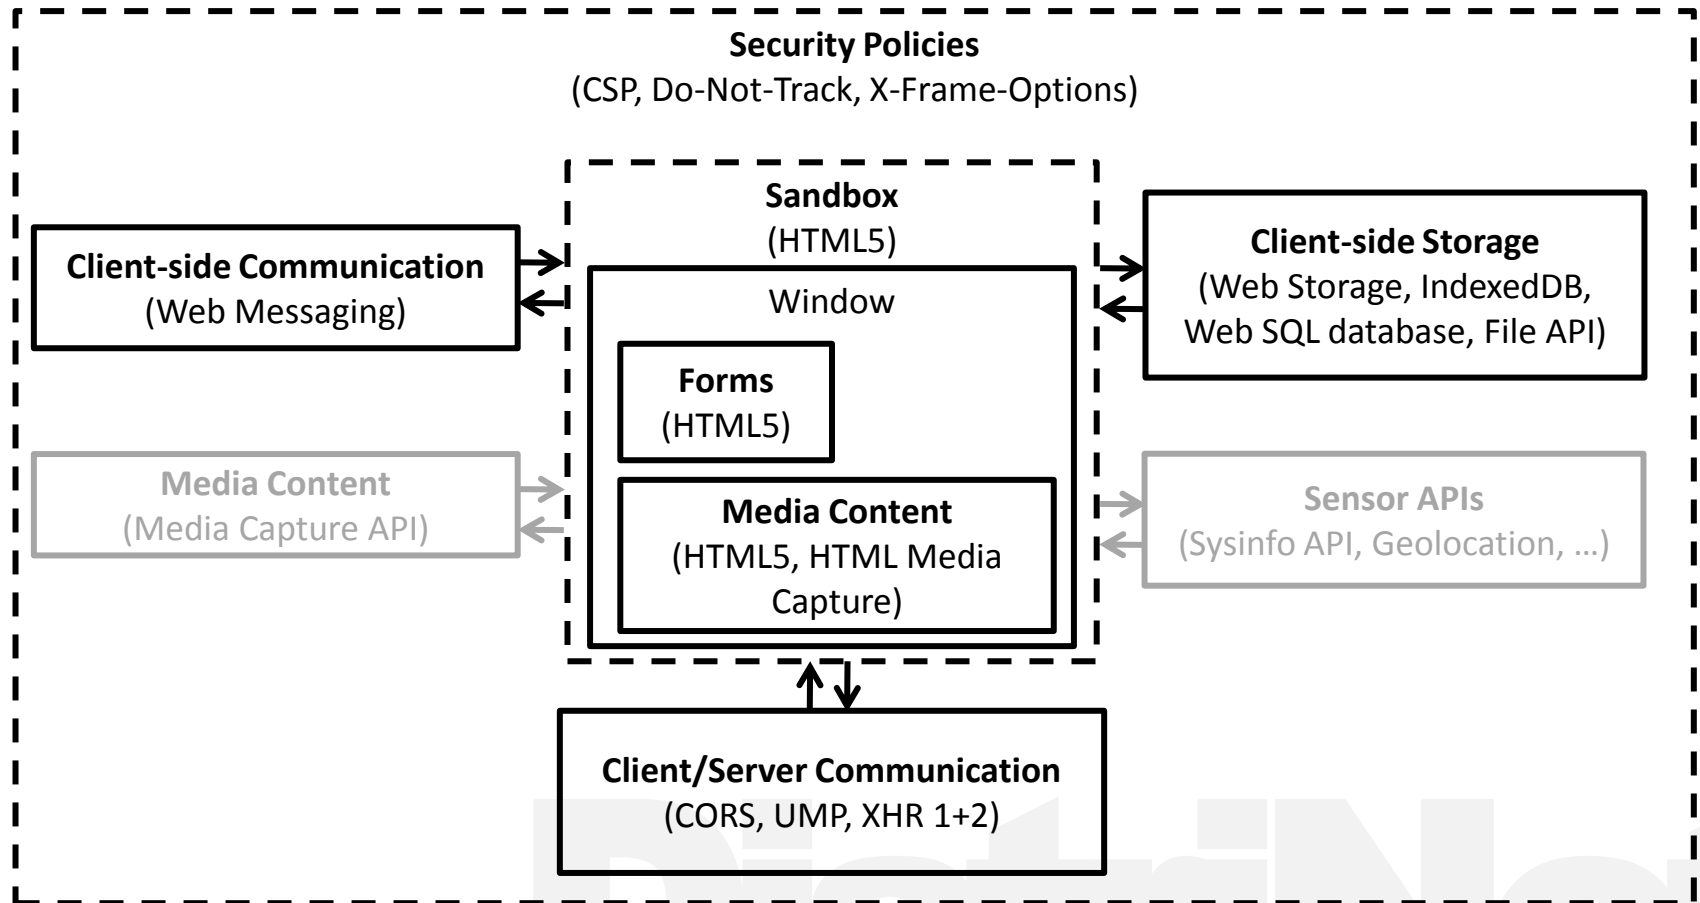 Security Policies
(CSP, Do-Not-Track, X-Frame-Options)
Sandbox
(HTML5)
Client-side Communication
(Web Messaging)
Window
Client-side Storage
(Web Storage, IndexedDB,
Web SQL database, File API)
Forms
(HTML5)
Media Content
(Media Capture API)
Media Content
(HTML5, HTML Media
Capture)
Sensor APIs
(Sysinfo API, Geolocation, ...)
Client/Server Communication
(CORS, UMP, XHR 1+2)